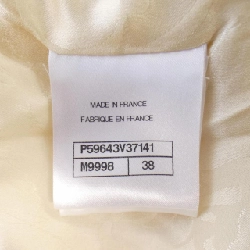 MADE IN FRANCE
FABRIQUE EN FRANCE
P59643V37141
M9998 38